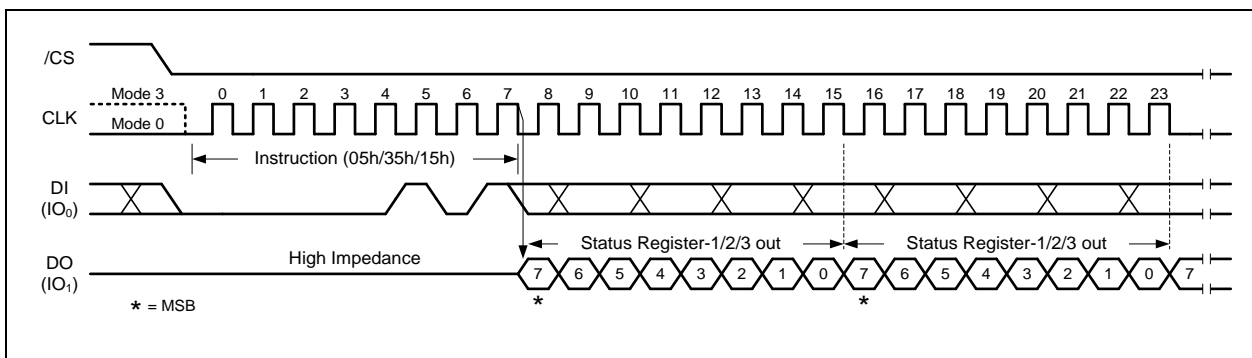 /CS
Mode 3
0 1 2 3 4 5 6 7 8 9 10 11 12 13 14 15 16 17 18 19 20 21 22 23
CLK
Mode 0
Instruction (05h/35h/15h)
DI
(IO₀)
Status Register-1/2/3 out Status Register-1/2/3 out
High Impedance
DO
(IO₁)
7 6 5 4 3 2 1 0 7 6 5 4 3 2 1 0 7
* *
* = MSB